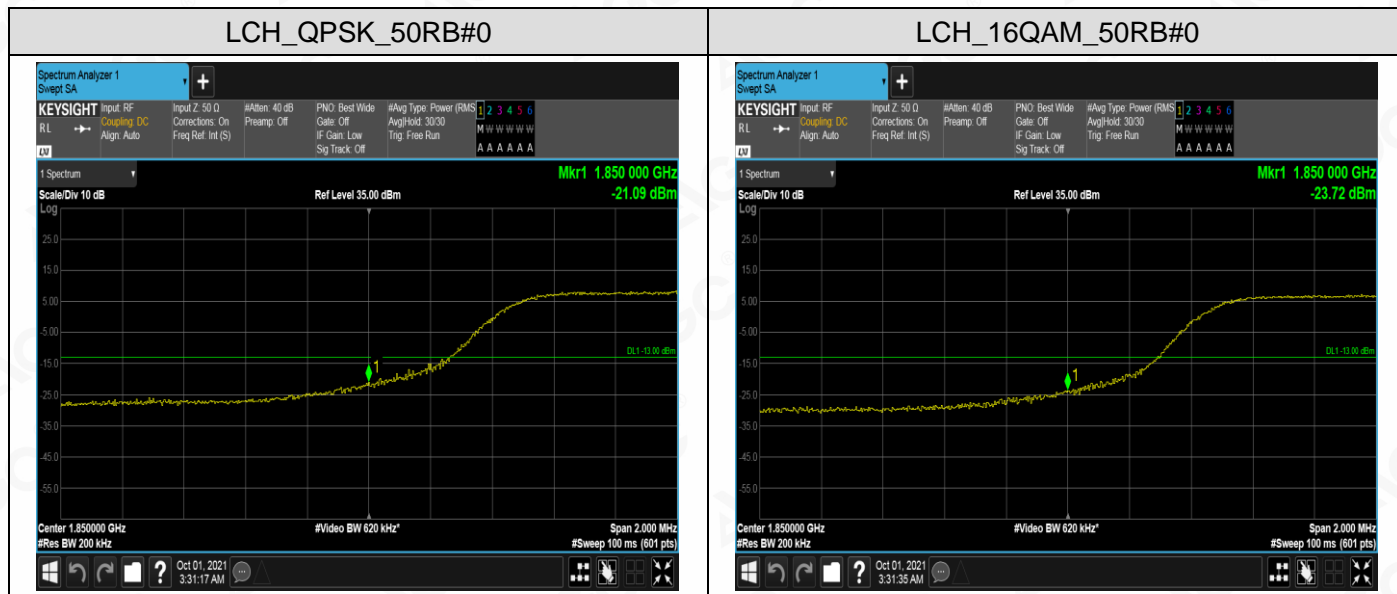 LCH_QPSK_50RB#0
Spectrum Analyzer 1
Swept SA
KEYSIGHT
RL
LXI
Input: RF
Coupling: DC
Align: Auto
Input Z: 50 Ω
Corrections: On
Freq Ref: Int (S)
#Atten: 40 dB
Preamp: Off
PNO: Best Wide
Gate: Off
IF Gain: Low
Sig Track: Off
#Avg Type: Power (RMS
Avg|Hold: 30/30
Trig: Free Run
1 2 3 4 5 6
M W W W W W
A A A A A A
1 Spectrum
Mkr1 1.850 000 GHz
Scale/Div 10 dB
Ref Level 35.00 dBm
-21.09 dBm
Log
25.0
15.0
5.00
-5.00
DL1 -13.00 dBm
-15.0
1
-25.0
-35.0
-45.0
-55.0
Center 1.850000 GHz
#Video BW 620 kHz*
Span 2.000 MHz
#Res BW 200 kHz
#Sweep 100 ms (601 pts)
?
Oct 01, 2021
3:31:17 AM
LCH_16QAM_50RB#0
Spectrum Analyzer 1
Swept SA
KEYSIGHT
RL
LXI
Input: RF
Coupling: DC
Align: Auto
Input Z: 50 Ω
Corrections: On
Freq Ref: Int (S)
#Atten: 40 dB
Preamp: Off
PNO: Best Wide
Gate: Off
IF Gain: Low
Sig Track: Off
#Avg Type: Power (RMS
Avg|Hold: 30/30
Trig: Free Run
1 2 3 4 5 6
M W W W W W
A A A A A A
1 Spectrum
Mkr1 1.850 000 GHz
Scale/Div 10 dB
Ref Level 35.00 dBm
-23.72 dBm
Log
25.0
15.0
5.00
-5.00
DL1 -13.00 dBm
-15.0
1
-25.0
-35.0
-45.0
-55.0
Center 1.850000 GHz
#Video BW 620 kHz*
Span 2.000 MHz
#Res BW 200 kHz
#Sweep 100 ms (601 pts)
?
Oct 01, 2021
3:31:35 AM